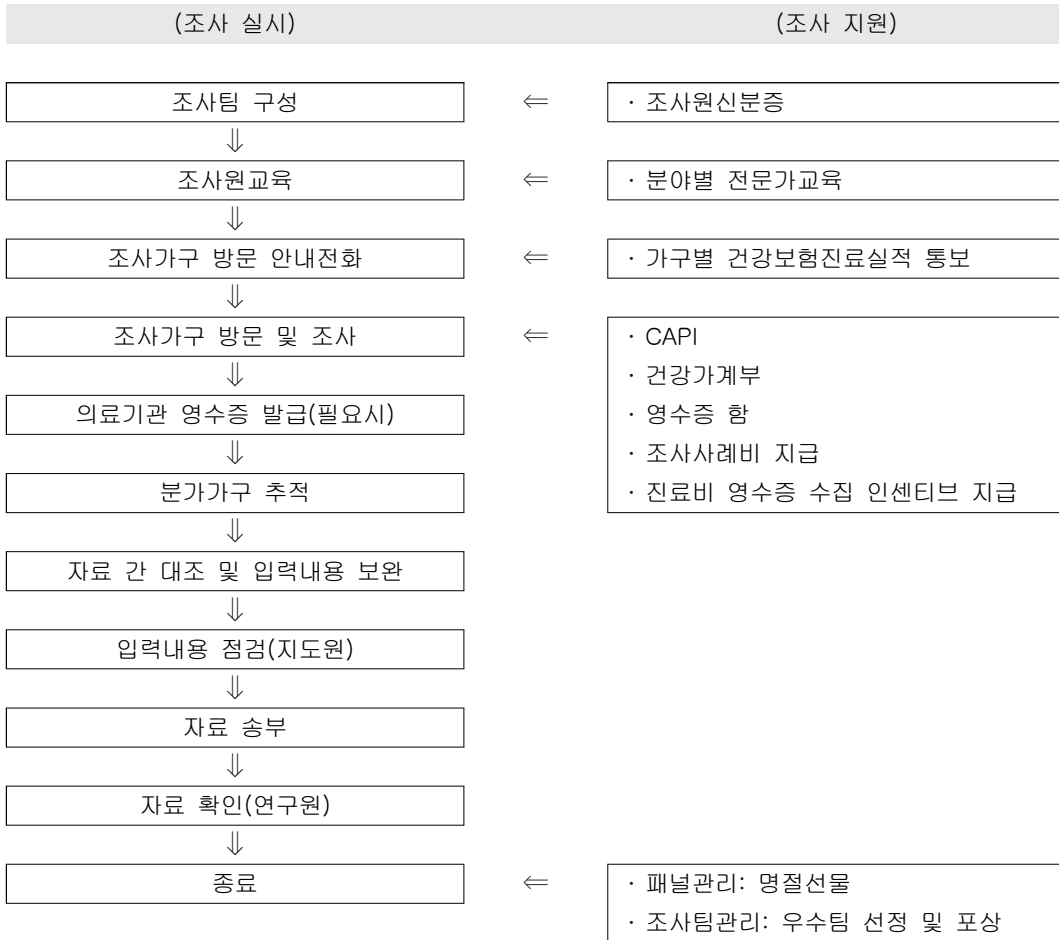 (조사 실시) (조사 지원)
조사팀 구성 ⇐ · 조사원신분증
⇓
조사원교육 ⇐ · 분야별 전문가교육
⇓
조사가구 방문 안내전화 ⇐ · 가구별 건강보험진료실적 통보
⇓
조사가구 방문 및 조사 ⇐ · CAPI
⇓ · 건강가계부
의료기관 영수증 발급(필요시) · 영수증 함
⇓ · 조사사례비 지급
분가가구 추적 · 진료비 영수증 수집 인센티브 지급
⇓
자료 간 대조 및 입력내용 보완
⇓
입력내용 점검(지도원)
⇓
자료 송부
⇓
자료 확인(연구원)
⇓
종료 ⇐ · 패널관리: 명절선물
· 조사팀관리: 우수팀 선정 및 포상